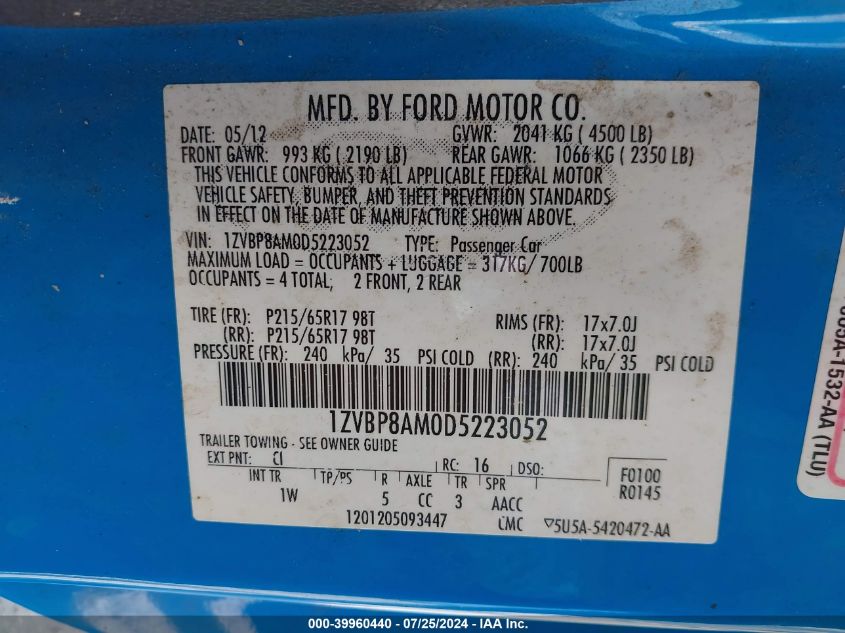 MFD. BY FORD MOTOR CO.
DATE: 05/12 GVWR: 2041 KG ( 4500 LB)
FRONT GAWR: 993 KG ( 2190 LB) REAR GAWR: 1066 KG ( 2350 LB)
THIS VEHICLE CONFORMS TO ALL APPLICABLE FEDERAL MOTOR
VEHICLE SAFETY, BUMPER, AND THEFT PREVENTION STANDARDS
IN EFFECT ON THE DATE OF MANUFACTURE SHOWN ABOVE.
VIN: 1ZVBP8AM0D5223052 TYPE: Passenger Car
MAXIMUM LOAD = OCCUPANTS + LUGGAGE = 317KG/ 700LB
OCCUPANTS = 4 TOTAL; 2 FRONT, 2 REAR
TIRE (FR): P215/65R17 98T RIMS (FR): 17x7.0J
(RR): P215/65R17 98T (RR): 17x7.0J
PRESSURE (FR): 240 kPa/ 35 PSI COLD (RR): 240 kPa/ 35 PSI COLD
1ZVBP8AM0D5223052
TRAILER TOWING - SEE OWNER GUIDE
EXT PNT: CI RC: 16 DSO: F0100
INT TR TP/PS R AXLE TR SPR R0145
1W 5 CC 3 AACC
1201205093447 CMC ▽5U5A-5420472-AA
A-1532-AA (TLU)
000-39960440 - 07/25/2024 - IAA Inc.